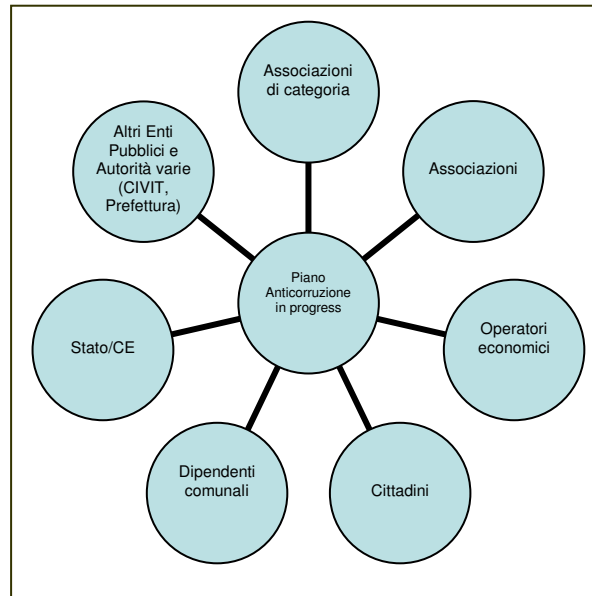 Associazioni
di categoria
Altri Enti
Pubblici e
Autorità varie
(CIVIT,
Prefettura)
Associazioni
Piano
Anticorruzione
in progress
Stato/CE
Operatori
economici
Dipendenti
comunali
Cittadini